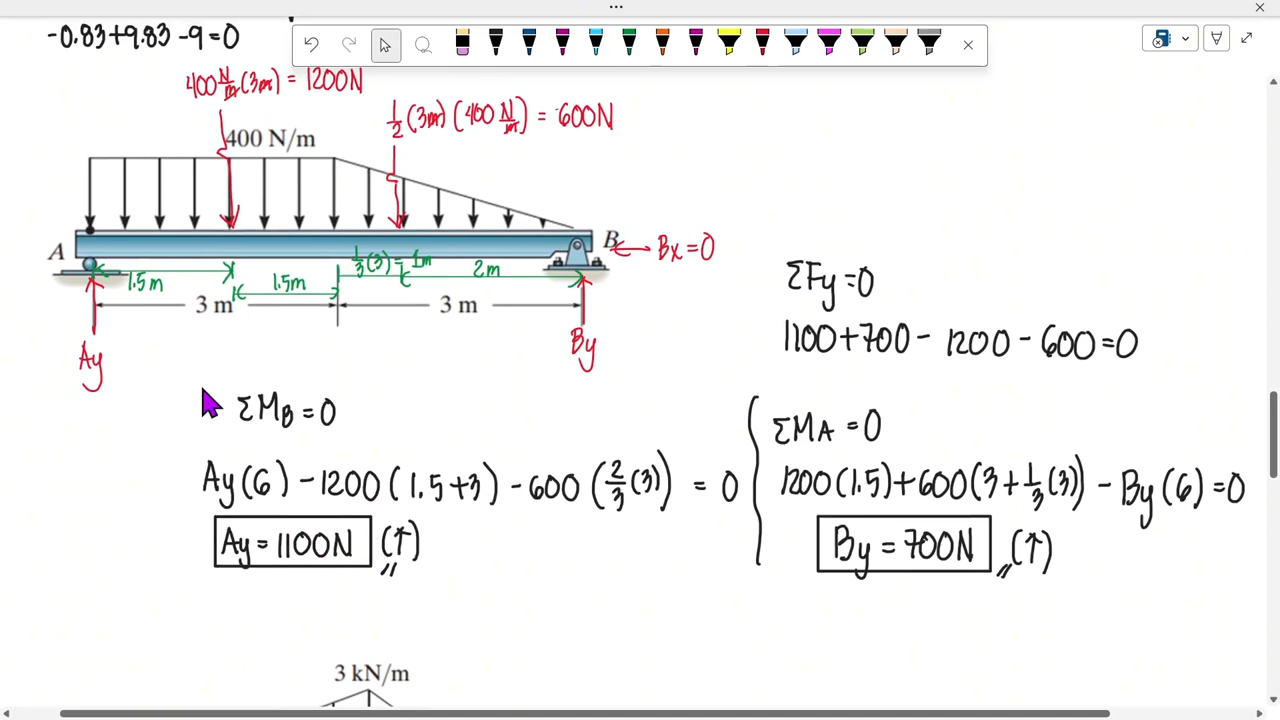 -0.83+9.83-9=0
400 N/m (3m) = 1200N
1/2 (3m) (400 N/m) = 600N
400 N/m
A
B
Bx=0
1/3(3)=1m
1.5m
1.5m
2m
3 m
3 m
Ay
By
ΣFy=0
1100+700-1200-600=0
ΣMB=0
Ay(6)-1200(1.5+3)-600(2/3(3))=0
Ay=1100N (↑)
ΣMA=0
1200(1.5)+600(3+1/3(3))-By(6)=0
By=700N (↑)
3 kN/m